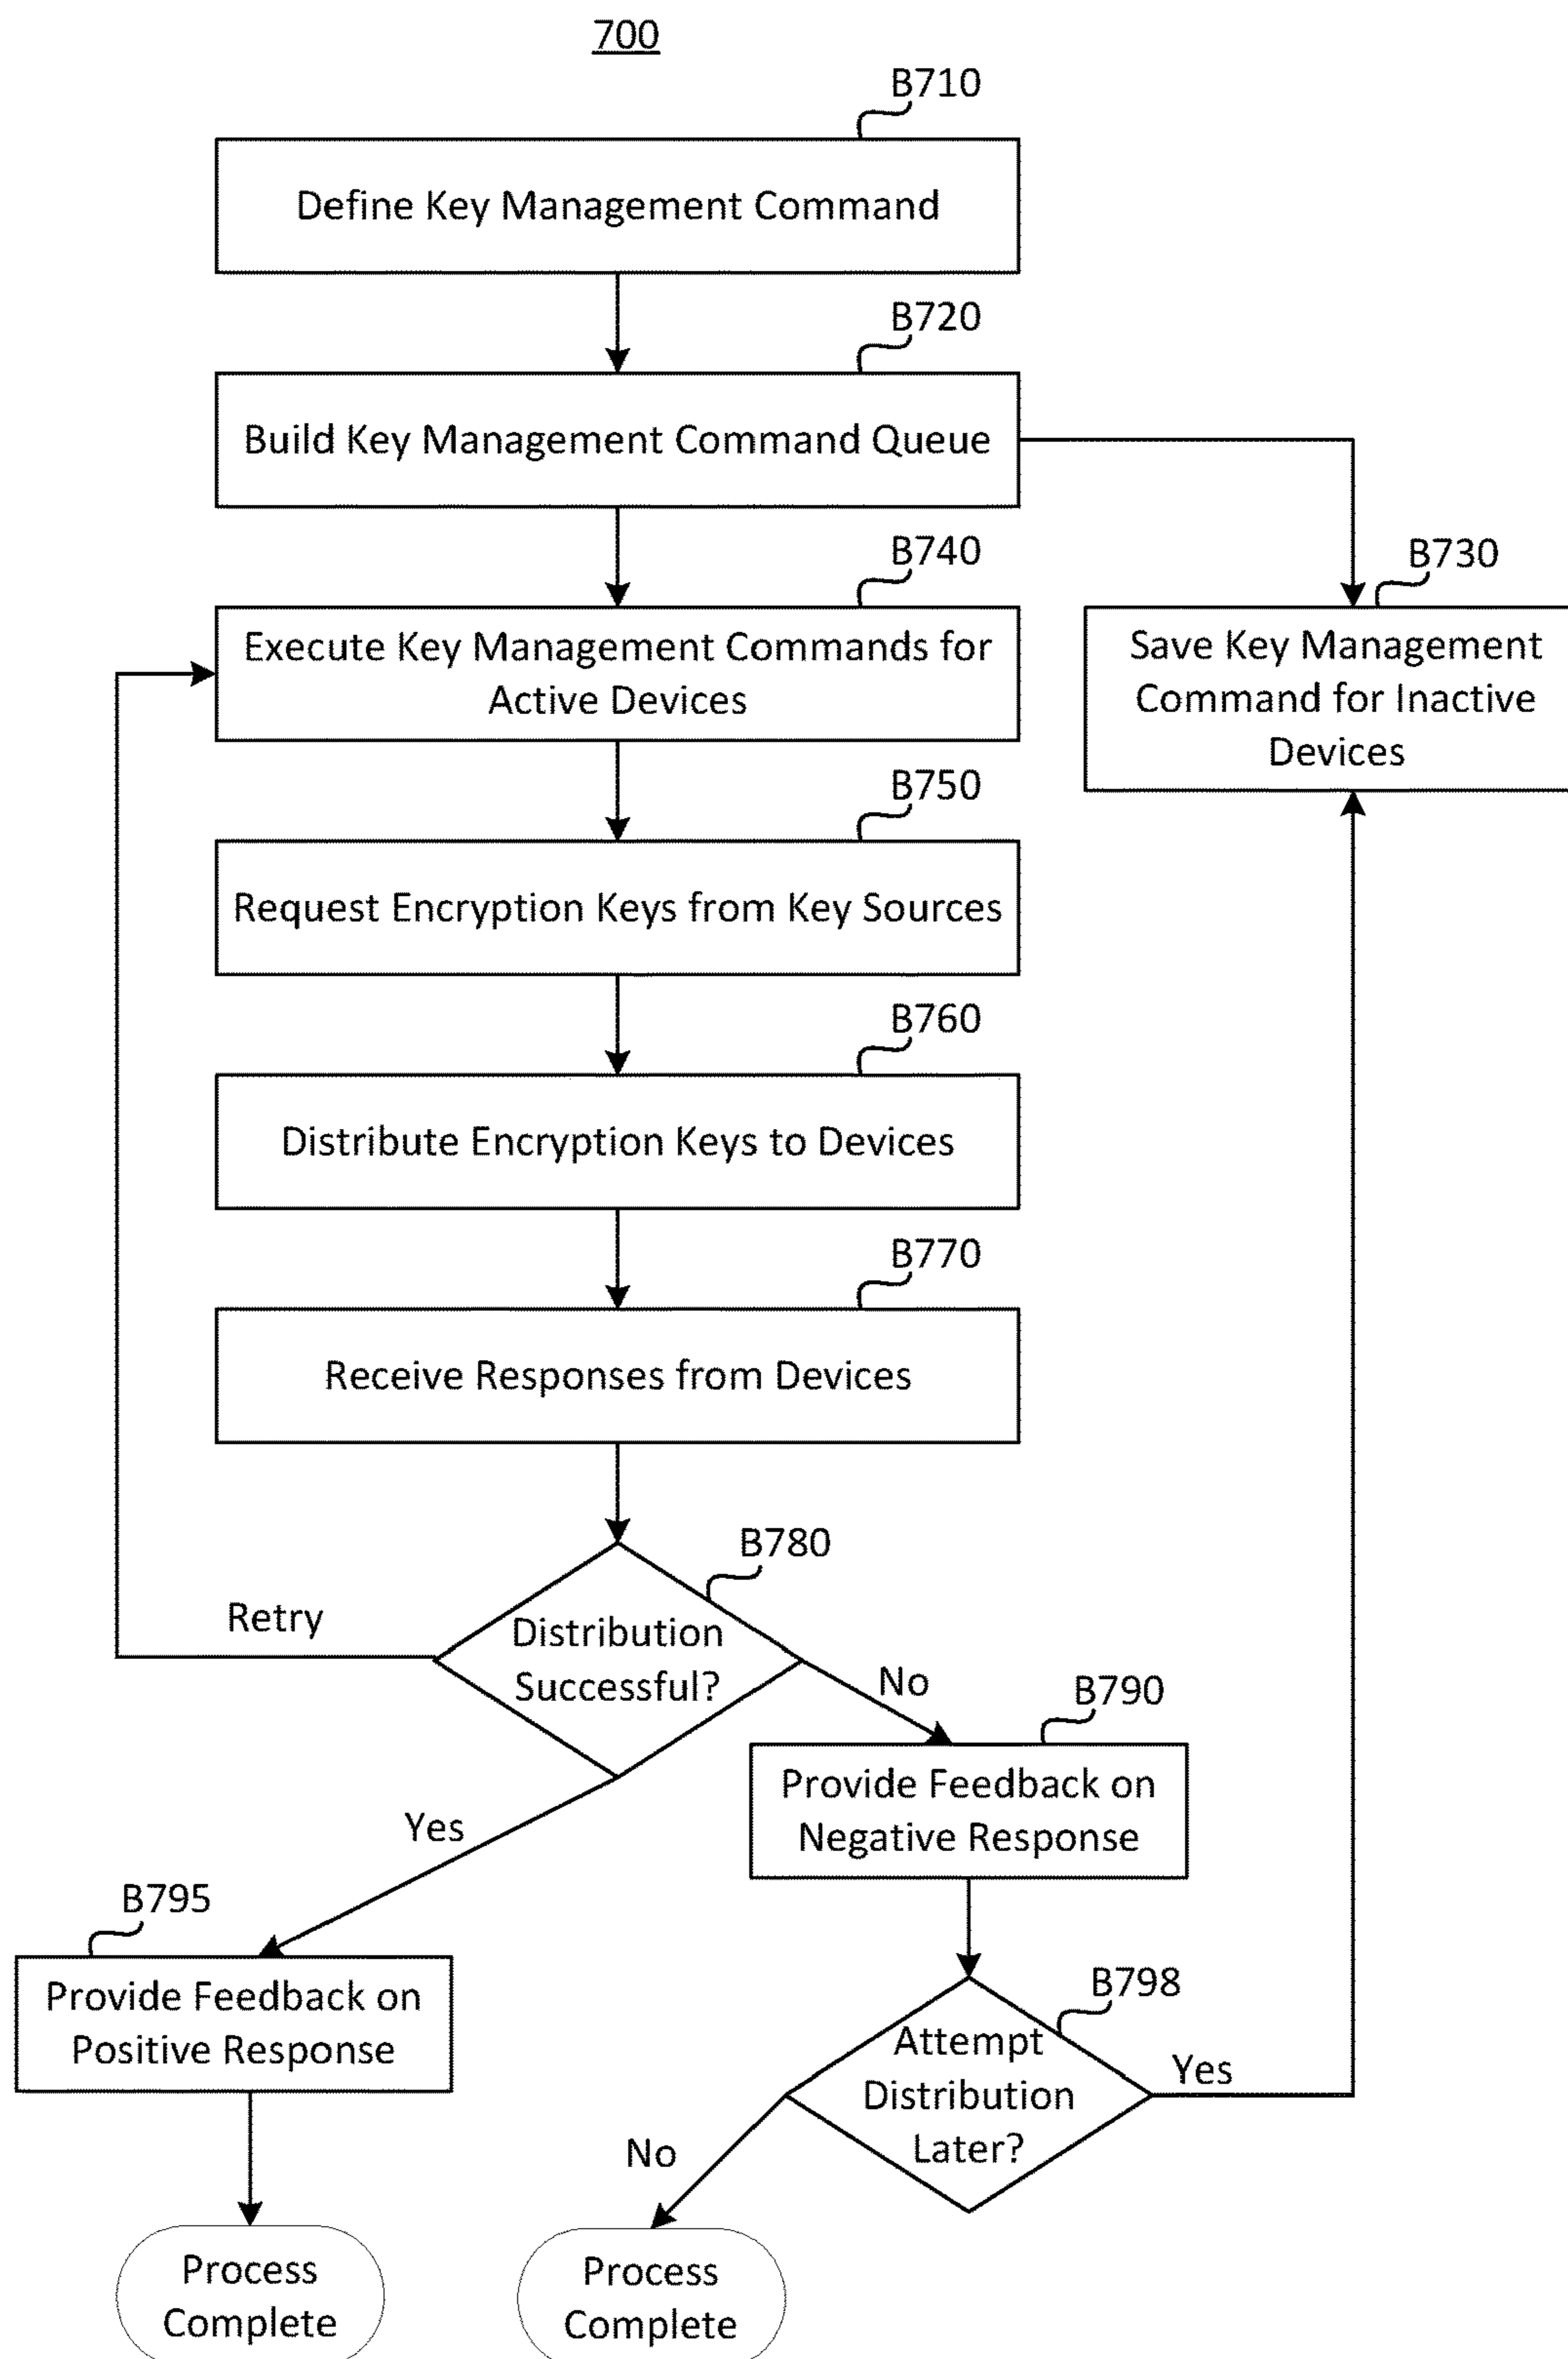 700
B710
Define Key Management Command
B720
Build Key Management Command Queue
B740
Execute Key Management Commands for
Active Devices
B730
Save Key Management
Command for Inactive
Devices
B750
Request Encryption Keys from Key Sources
B760
Distribute Encryption Keys to Devices
B770
Receive Responses from Devices
B780
Distribution
Successful?
Retry
No
B790
Provide Feedback on
Negative Response
Yes
B795
Provide Feedback on
Positive Response
B798
Attempt
Distribution
Later?
Yes
No
Process
Complete
Process
Complete